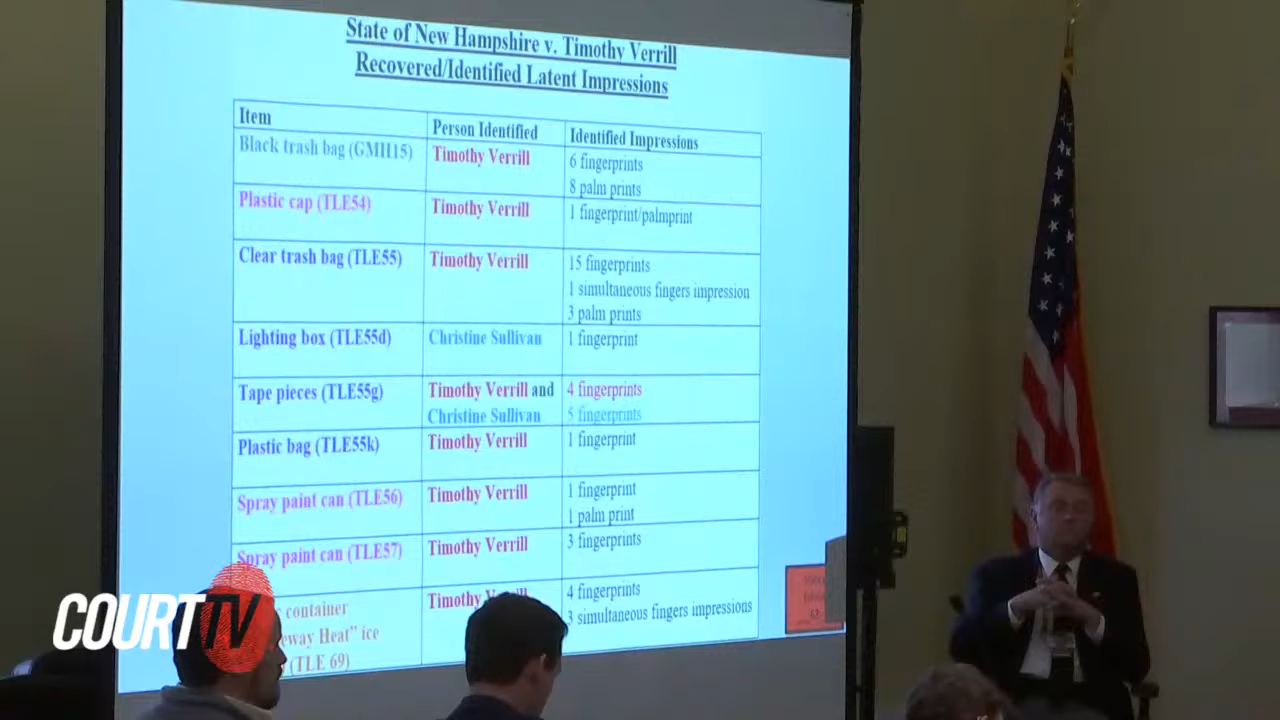 State of New Hampshire v. Timothy Verrill
Recovered/Identified Latent Impressions
Item Person Identified Identified Impressions
Black trash bag (GMH15) Timothy Verrill 6 fingerprints
8 palm prints
Plastic cap (TLE54) Timothy Verrill 1 fingerprint/palmprint
Clear trash bag (TLE55) Timothy Verrill 15 fingerprints
1 simultaneous fingers impression
3 palm prints
Lighting box (TLE55d) Christine Sullivan 1 fingerprint
Tape pieces (TLE55g) Timothy Verrill and 4 fingerprints
Christine Sullivan 5 fingerprints
Plastic bag (TLE55k) Timothy Verrill 1 fingerprint
Spray paint can (TLE56) Timothy Verrill 1 fingerprint
1 palm print
Spray paint can (TLE57) Timothy Verrill 3 fingerprints
container Timothy 4 fingerprints
Heat" ice 3 simultaneous fingers impressions
(TLE 69)
COURT TV